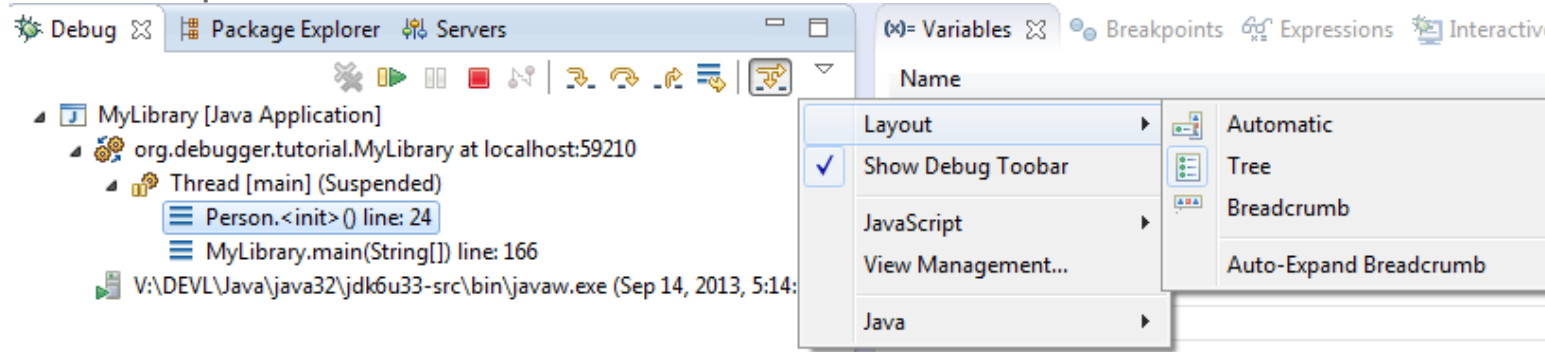 Debug Package Explorer Servers
(x)= Variables Breakpoints Expressions Interactiv
Name
MyLibrary [Java Application]
org.debugger.tutorial.MyLibrary at localhost:59210
Thread [main] (Suspended)
Person.<init>() line: 24
MyLibrary.main(String[]) line: 166
V:\DEVL\Java\java32\jdk6u33-src\bin\javaw.exe (Sep 14, 2013, 5:14:
Layout
Show Debug Toobar
JavaScript
View Management...
Java
Automatic
Tree
Breadcrumb
Auto-Expand Breadcrumb